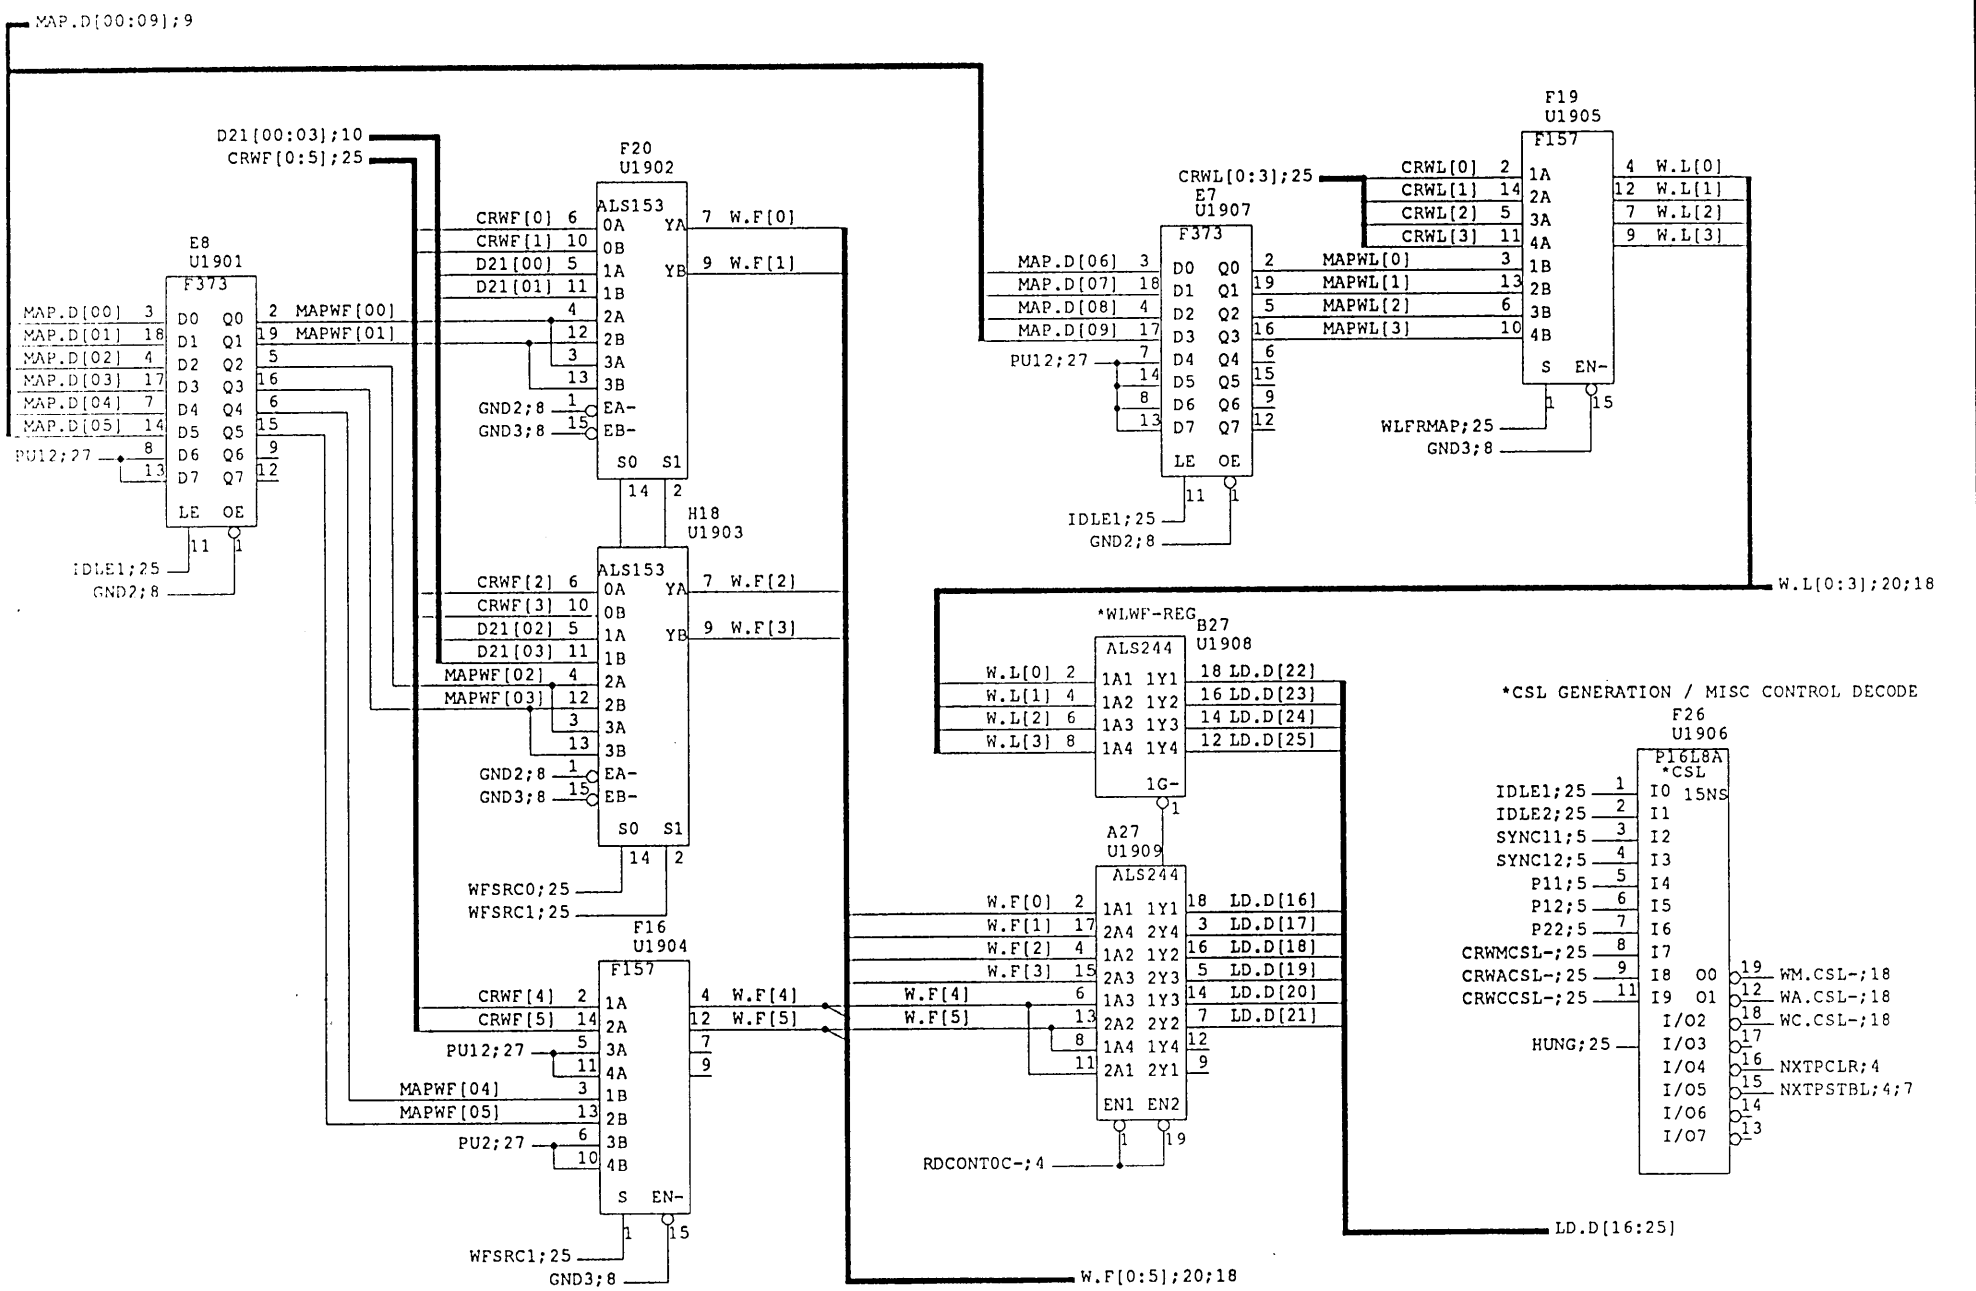 MAP.D[00:09];9
D21[00:03];10
CRWF[0:5];25
E8
U1901
F373
MAP.D[00] 3 D0 Q0 2 MAPWF[00]
MAP.D[01] 18 D1 Q1 19 MAPWF[01]
MAP.D[02] 4 D2 Q2 5
MAP.D[03] 17 D3 Q3 16
MAP.D[04] 7 D4 Q4 6
MAP.D[05] 14 D5 Q5 15
PU12;27 8 D6 Q6 9
13 D7 Q7 12
LE OE
11 1
IDLE1;25
GND2;8
F20
U1902
ALS153
CRWF[0] 6 0A YA 7 W.F[0]
CRWF[1] 10 0B
D21[00] 5 1A YB 9 W.F[1]
D21[01] 11 1B
4 2A
12 2B
3 3A
13 3B
GND2;8 1 EA-
GND3;8 15 EB-
S0 S1
14 2
H18
U1903
ALS153
CRWF[2] 6 0A YA 7 W.F[2]
CRWF[3] 10 0B
D21[02] 5 1A YB 9 W.F[3]
D21[03] 11 1B
MAPWF[02] 4 2A
MAPWF[03] 12 2B
3 3A
13 3B
GND2;8 1 EA-
GND3;8 15 EB-
S0 S1
14 2
WFSRC0;25
WFSRC1;25
F16
U1904
F157
CRWF[4] 2 1A 4 W.F[4]
CRWF[5] 14 2A 12 W.F[5]
PU12;27 5 3A 7
11 4A 9
MAPWF[04] 3 1B
MAPWF[05] 13 2B
PU2;27 6 3B
10 4B
S EN-
1 15
WFSRC1;25
GND3;8
W.F[0:5];20;18
CRWL[0:3];25
E7
U1907
F373
MAP.D[06] 3 D0 Q0 2 MAPWL[0]
MAP.D[07] 18 D1 Q1 19 MAPWL[1]
MAP.D[08] 4 D2 Q2 5 MAPWL[2]
MAP.D[09] 17 D3 Q3 16 MAPWL[3]
PU12;27 7 D4 Q4 6
14 D5 Q5 15
8 D6 Q6 9
13 D7 Q7 12
LE OE
11 1
IDLE1;25
GND2;8
F19
U1905
F157
CRWL[0] 2 1A 4 W.L[0]
CRWL[1] 14 2A 12 W.L[1]
CRWL[2] 5 3A 7 W.L[2]
CRWL[3] 11 4A 9 W.L[3]
3 1B
13 2B
6 3B
10 4B
S EN-
1 15
WLFRMAP;25
GND3;8
W.L[0:3];20;18
*WLWF-REG
B27
U1908
ALS244
W.L[0] 2 1A1 1Y1 18 LD.D[22]
W.L[1] 4 1A2 1Y2 16 LD.D[23]
W.L[2] 6 1A3 1Y3 14 LD.D[24]
W.L[3] 8 1A4 1Y4 12 LD.D[25]
1G-
1
A27
U1909
ALS244
W.F[0] 2 1A1 1Y1 18 LD.D[16]
W.F[1] 17 2A4 2Y4 3 LD.D[17]
W.F[2] 4 1A2 1Y2 16 LD.D[18]
W.F[3] 15 2A3 2Y3 5 LD.D[19]
W.F[4] 6 1A3 1Y3 14 LD.D[20]
W.F[5] 13 2A2 2Y2 7 LD.D[21]
8 1A4 1Y4 12
11 2A1 2Y1 9
EN1 EN2
1 19
RDCONT0C-;4
LD.D[16:25]
*CSL GENERATION / MISC CONTROL DECODE
F26
U1906
P16L8A
*CSL
15NS
IDLE1;25 1 I0
IDLE2;25 2 I1
SYNC11;5 3 I2
SYNC12;5 4 I3
P11;5 5 I4
P12;5 6 I5
P22;5 7 I6
CRWMCSL-;25 8 I7
CRWACSL-;25 9 I8 O0 19 WM.CSL-;18
CRWCCSL-;25 11 I9 O1 12 WA.CSL-;18
I/O2 18 WC.CSL-;18
HUNG;25 I/O3 17
I/O4 16 NXTPCLR;4
I/O5 15 NXTPSTBL;4;7
I/O6 14
I/O7 13